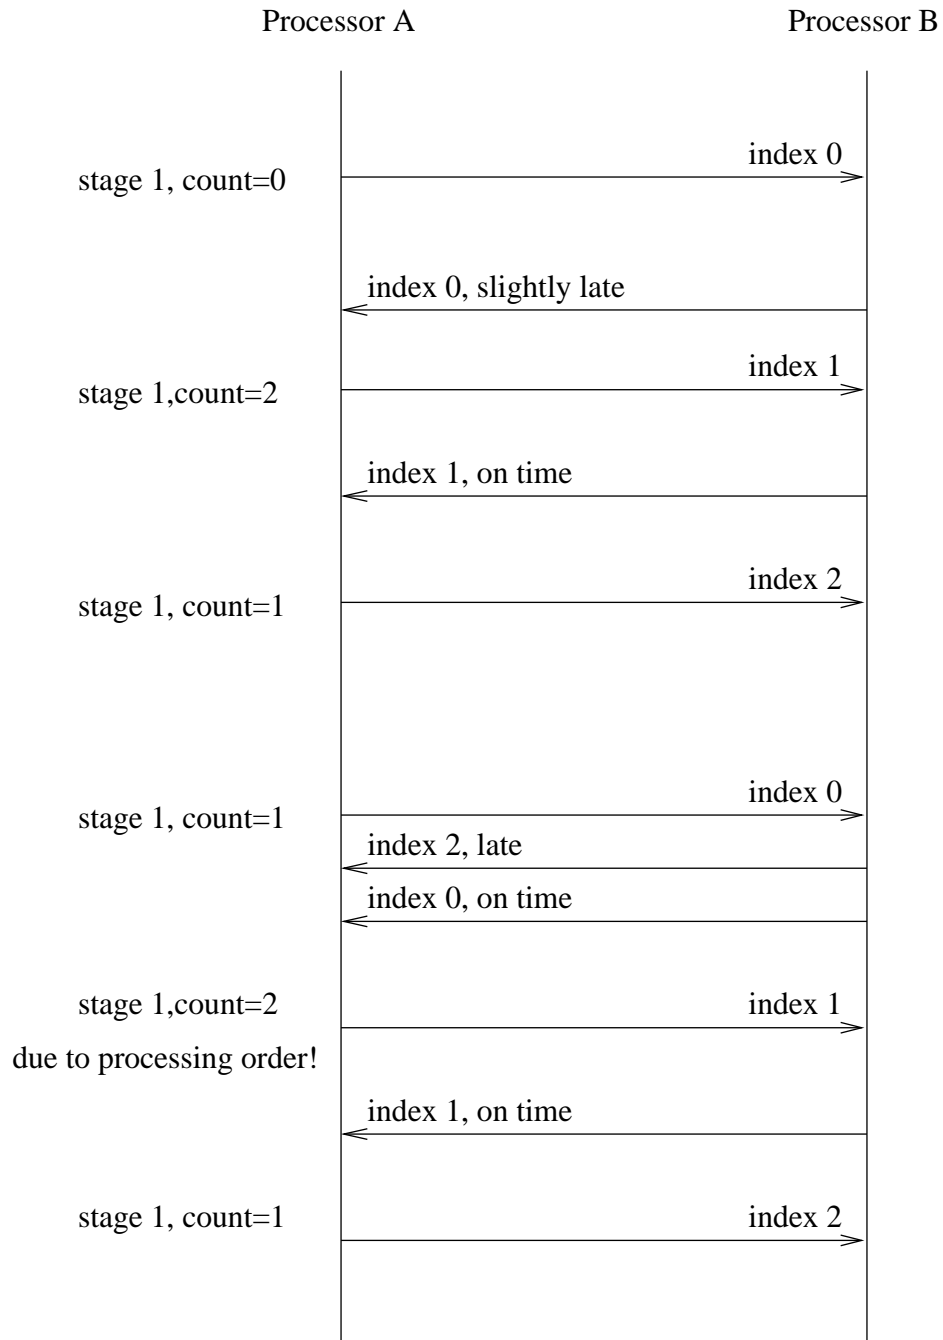 Processor A
Processor B
index 0
stage 1, count=0
index 0, slightly late
index 1
stage 1,count=2
index 1, on time
index 2
stage 1, count=1
index 0
stage 1, count=1
index 2, late
index 0, on time
stage 1,count=2
index 1
due to processing order!
index 1, on time
stage 1, count=1
index 2